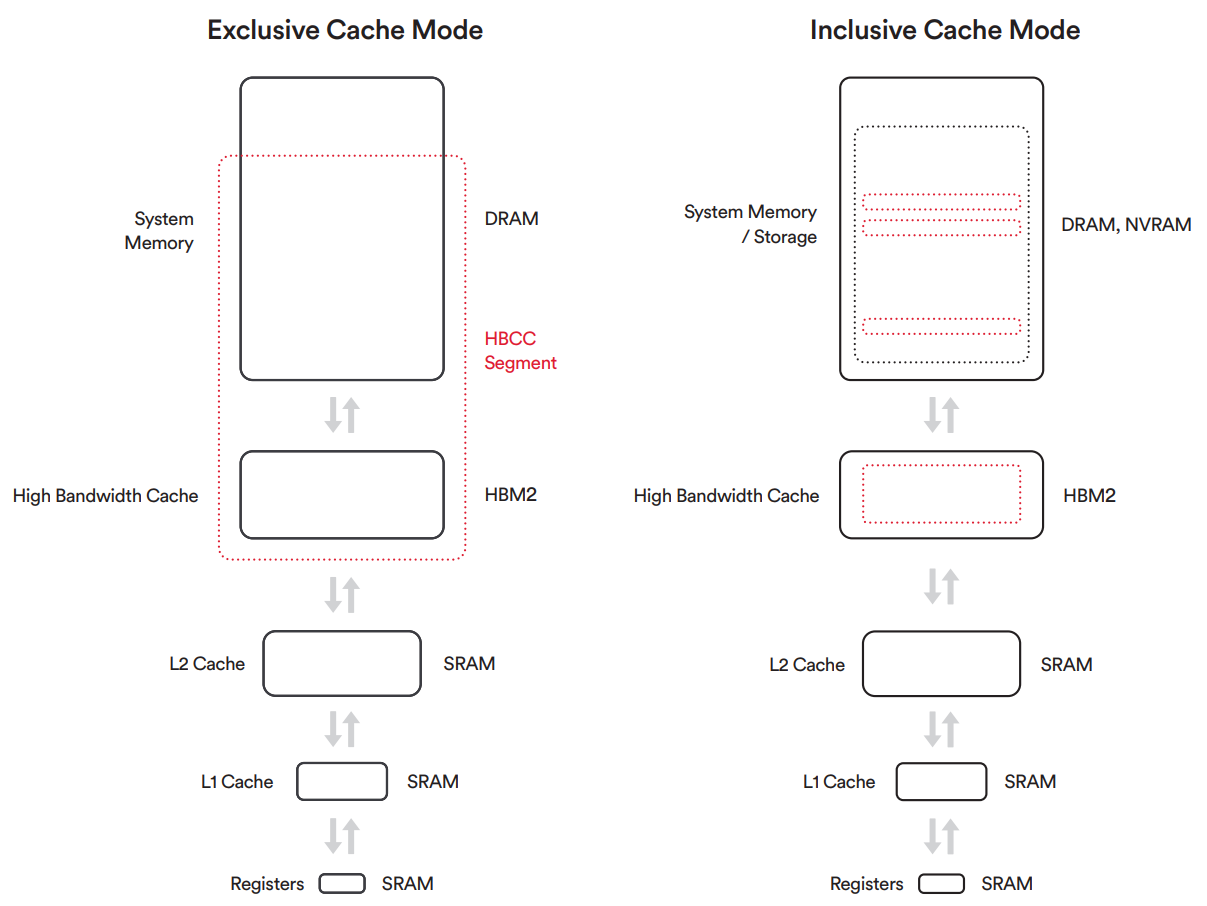 Exclusive Cache Mode
System
Memory
DRAM
HBCC
Segment
High Bandwidth Cache
HBM2
L2 Cache
SRAM
L1 Cache
SRAM
Registers
SRAM
Inclusive Cache Mode
System Memory
/ Storage
DRAM, NVRAM
High Bandwidth Cache
HBM2
L2 Cache
SRAM
L1 Cache
SRAM
Registers
SRAM